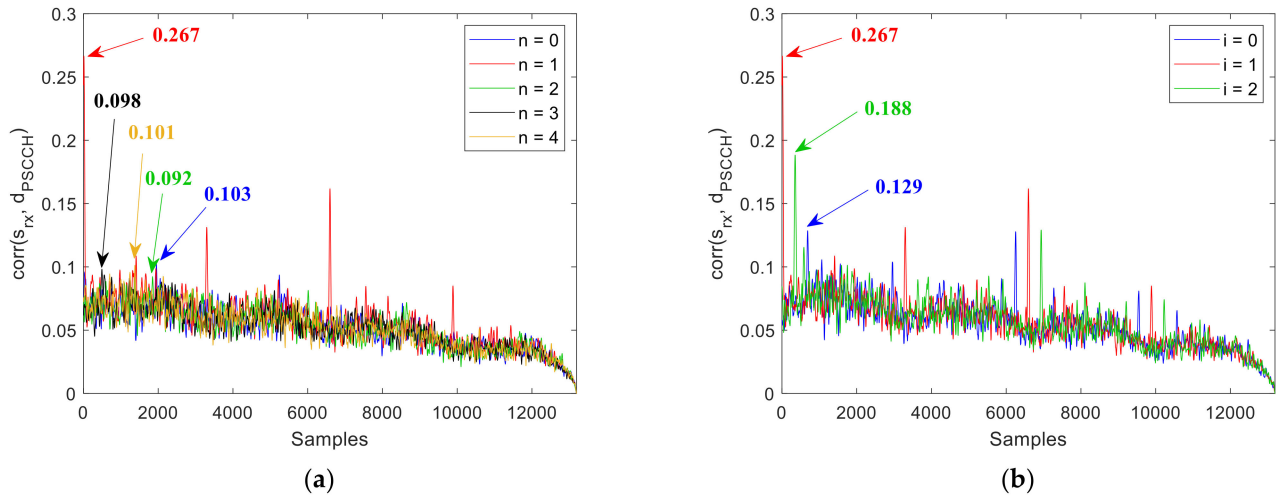 0.3
0.25
0.2
0.15
0.1
0.05
0
corr(s_rx, d_PSCCH)
0.267
0.098
0.101
0.092
0.103
n = 0
n = 1
n = 2
n = 3
n = 4
0 2000 4000 6000 8000 10000 12000
Samples
(a)
0.3
0.25
0.2
0.15
0.1
0.05
0
corr(s_rx, d_PSCCH)
0.267
0.188
0.129
i = 0
i = 1
i = 2
0 2000 4000 6000 8000 10000 12000
Samples
(b)